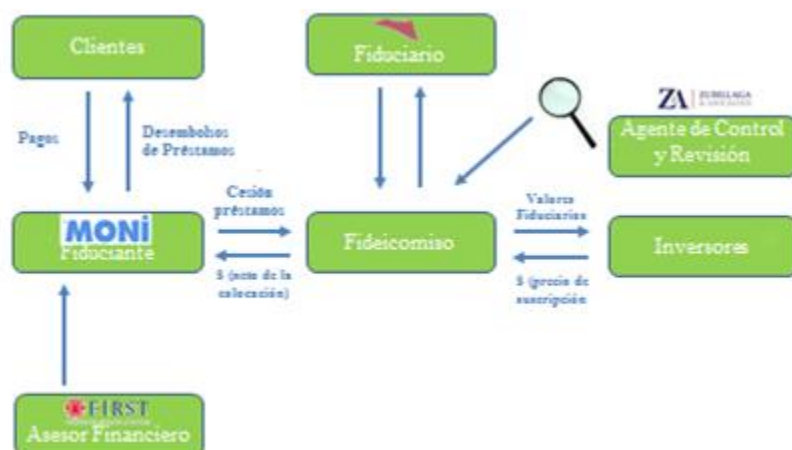 Clientes
Fiduciario
ZA
Agente de Control
y Revisión
Pagos
Desembolsos
de Préstamos
Cesión
préstamos
Valores
Fiduciarios
MONI
Fiduciante
Fideicomiso
Inversores
$ (neto de la
colocación)
$ (precio de
suscripción
FIRST
Asesor Financiero